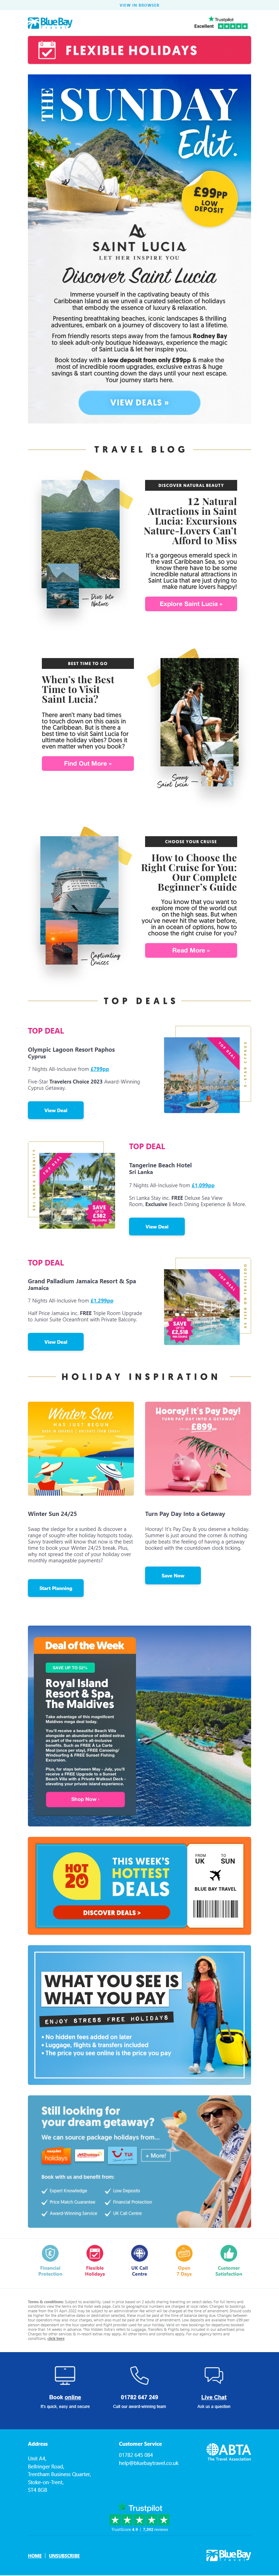 VIEW IN BROWSER
BlueBay
TRAVEL
Trustpilot
Excellent
FLEXIBLE HOLIDAYS
THE SUNDAY
Edit.
£99PP
LOW
DEPOSIT
SAINT LUCIA
LET HER INSPIRE YOU
Discover Saint Lucia
Immerse yourself in the captivating beauty of this
Caribbean Island as we unveil a collection of holidays
that embody the essence of luxury & relaxation.
Presenting breathtaking beaches, iconic landscapes & thrilling
adventures, embark on a journey of discovery to last a lifetime.
From friendly resorts steps away from the famous Rodney Bay
to sleek adult-only boutique hideaways, experience the magic
of Saint Lucia & let her inspire you.
Book today with a low deposit from only £99pp & make the
most of incredible room upgrades, exclusive extras & huge
savings & start counting down the days until your next escape.
Your journey starts here.
VIEW DEALS »
TRAVEL BLOG
DISCOVER NATURAL BEAUTY
12 Natural
Attractions in Saint
Lucia: Excursions
Nature-Lovers Can't
Afford to Miss
It's a gorgeous emerald speck in
the vast Caribbean Sea, so you
know there have to be some
incredible natural attractions in
Saint Lucia that are just dying to
make nature lovers happy!
Explore Saint Lucia »
Dive Into
Nature
BEST TIME TO GO
When's the Best
Time to Visit
Saint Lucia?
There aren't many bad times
to touch down on this oasis in
the Caribbean. But is there a
best time to visit Saint Lucia for
ultimate holiday vibes? Does it
even matter when you book?
Find Out More »
Sunny
Saint Lucia
CHOOSE YOUR CRUISE
How to Choose the
Right Cruise for You:
Our Complete
Beginner's Guide
You know that you want to
explore more of the world out
on the high seas. But when
you've never hit the water before,
in an ocean of options, how to
choose the right cruise for you?
Read More »
Captivating
Cruises
TOP DEALS
TOP DEAL
Olympic Lagoon Resort Paphos
Cyprus
7 Nights All-Inclusive from £799pp
Five-Star Travelers Choice 2023 Award-Winning
Cyprus Getaway.
View Deal
TOP DEAL
TOP DEAL
Tangerine Beach Hotel
Sri Lanka
7 Nights All-Inclusive from £1,099pp
Sri Lanka Stay inc. FREE Deluxe Sea View
Room, Exclusive Beach Dining Experience & More.
View Deal
TOP DEAL
SAVE
UP TO
£382
PER COUPLE
TOP DEAL
Grand Palladium Jamaica Resort & Spa
Jamaica
7 Nights All-Inclusive from £1,299pp
Half Price Jamaica inc. FREE Triple Room Upgrade
to Junior Suite Oceanfront with Private Balcony.
View Deal
TOP DEAL
SAVE
UP TO
£2,518
PER COUPLE
HOLIDAY INSPIRATION
Winter Sun
HAS JUST BEGUN
Hooray! It's Pay Day!
TURN PAY DAY INTO A GETAWAY
£899pp
Winter Sun 24/25
Swap the sledge for a sunbed & discover a
range of sought-after holiday hotspots today.
Savvy travellers will know that now is the best
time to book your Winter 24/25 break. Plus,
why not spread the cost of your holiday over
monthly manageable payments?
Start Planning
Turn Pay Day Into a Getaway
Hooray! It's Pay Day & you deserve a holiday.
Summer is just around the corner & nothing
quite beats the feeling of having a getaway
booked with the countdown clock ticking.
Save Now
Deal of the Week
Royal Island
Resort & Spa,
The Maldives
Take advantage of this magnificent
Maldives mega deal today.
You'll receive a beautiful Beach Villa
alongside an abundance of added extras
as part of the resort's all-inclusive
benefits. Such as FREE À La Carte
Meal (once per stay), FREE Canoeing/
Windsurfing & FREE Sunset Fishing
Excursion.
Plus, for stays between May - July, you'll
receive a FREE Upgrade to a Sunset
Beach Villa with a Private Walkout Deck -
elevating your private-island experience.
Shop Now
HOT
20
THIS WEEK'S
HOTTEST
DEALS
DISCOVER DEALS >
FROM
UK
TO
SUN
BLUE BAY TRAVEL
WHAT YOU SEE IS
WHAT YOU PAY
ENJOY STRESS FREE HOLIDAYS
• No hidden fees added on later
• Luggage, flights & transfers included
• The price you see online is the price you pay
Still looking for
your dream getaway?
We can source package holidays from...
easyJet
holidays
Jet2holidays
TUI
+ More!
Book with us and benefit from:
Expert Knowledge
Low Deposits
Price Match Guarantee
Financial Protection
Award-Winning Service
UK Call Centre
Financial
Protection
Flexible
Holidays
UK Call
Centre
Open
7 Days
Customer
Satisfaction
Book online
It's quick, easy and secure
01782 647 249
Call our award-winning team
Live Chat
Ask us a question
Address
Unit A4,
Bellringer Road,
Trentham Business Quarter,
Stoke-on-Trent,
ST4 8GB
Customer Service
01782 645 084
help@bluebaytravel.co.uk
ABTA
The Travel Association
Trustpilot
HOME | UNSUBSCRIBE
BlueBay
TRAVEL